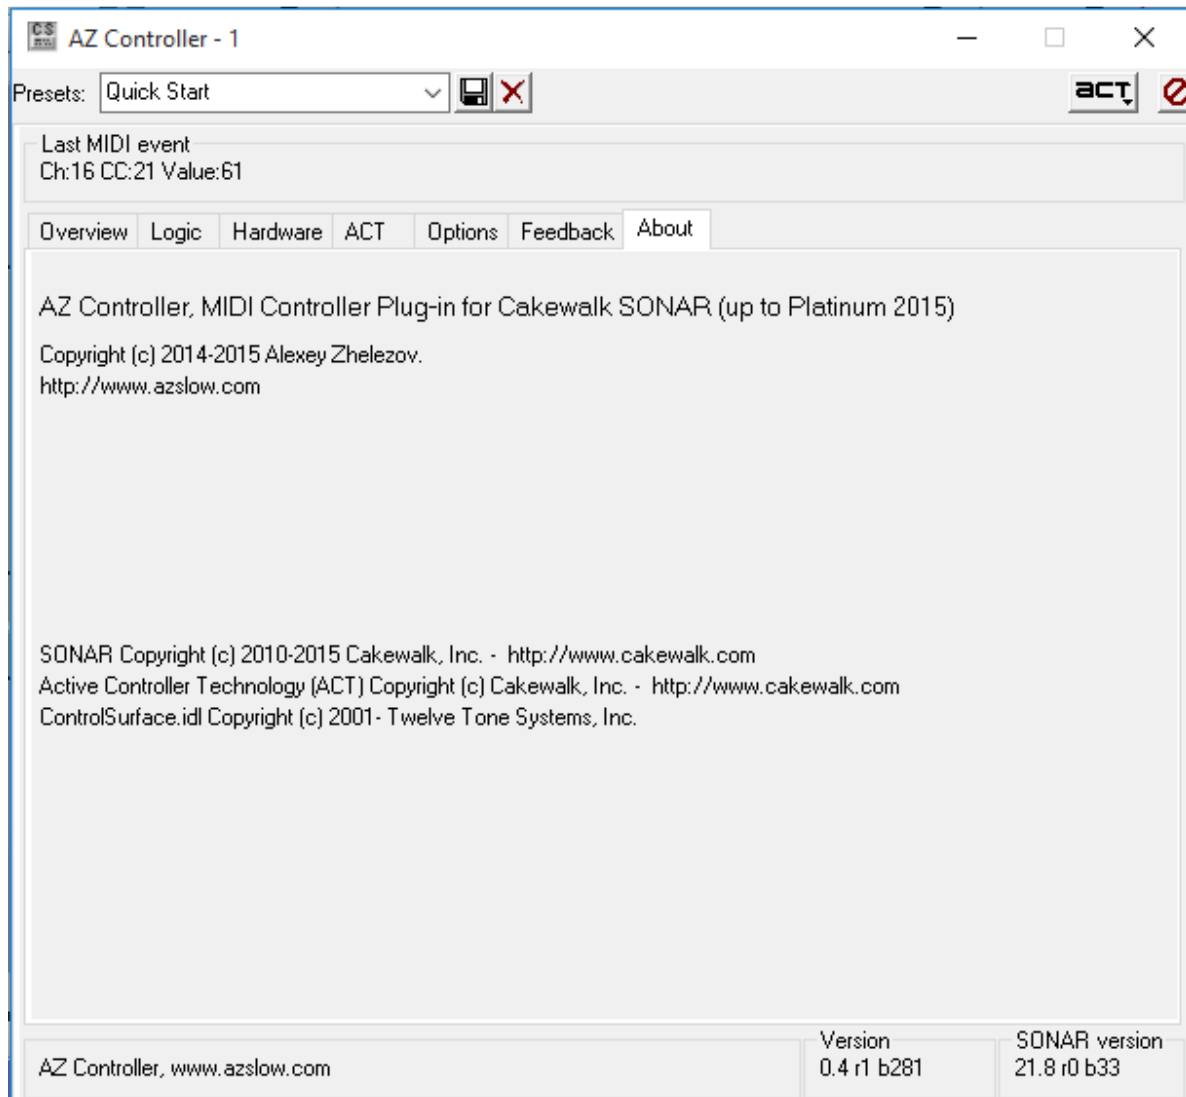 AZ Controller - 1
Presets: Quick Start
ACT
Last MIDI event
Ch:16 CC:21 Value:61
Overview Logic Hardware ACT Options Feedback About
AZ Controller, MIDI Controller Plug-in for Cakewalk SONAR (up to Platinum 2015)
Copyright (c) 2014-2015 Alexey Zhelezov.
http://www.azslow.com
SONAR Copyright (c) 2010-2015 Cakewalk, Inc. - http://www.cakewalk.com
Active Controller Technology (ACT) Copyright (c) Cakewalk, Inc. - http://www.cakewalk.com
ControlSurface.idl Copyright (c) 2001- Twelve Tone Systems, Inc.
Version SONAR version
AZ Controller, www.azslow.com 0.4 r1 b281 21.8 r0 b33